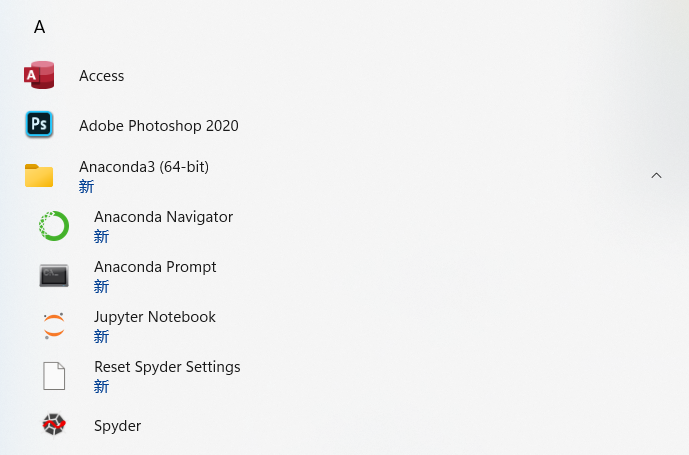 A
Access
Adobe Photoshop 2020
Anaconda3 (64-bit)
新
Anaconda Navigator
新
Anaconda Prompt
新
Jupyter Notebook
新
Reset Spyder Settings
新
Spyder